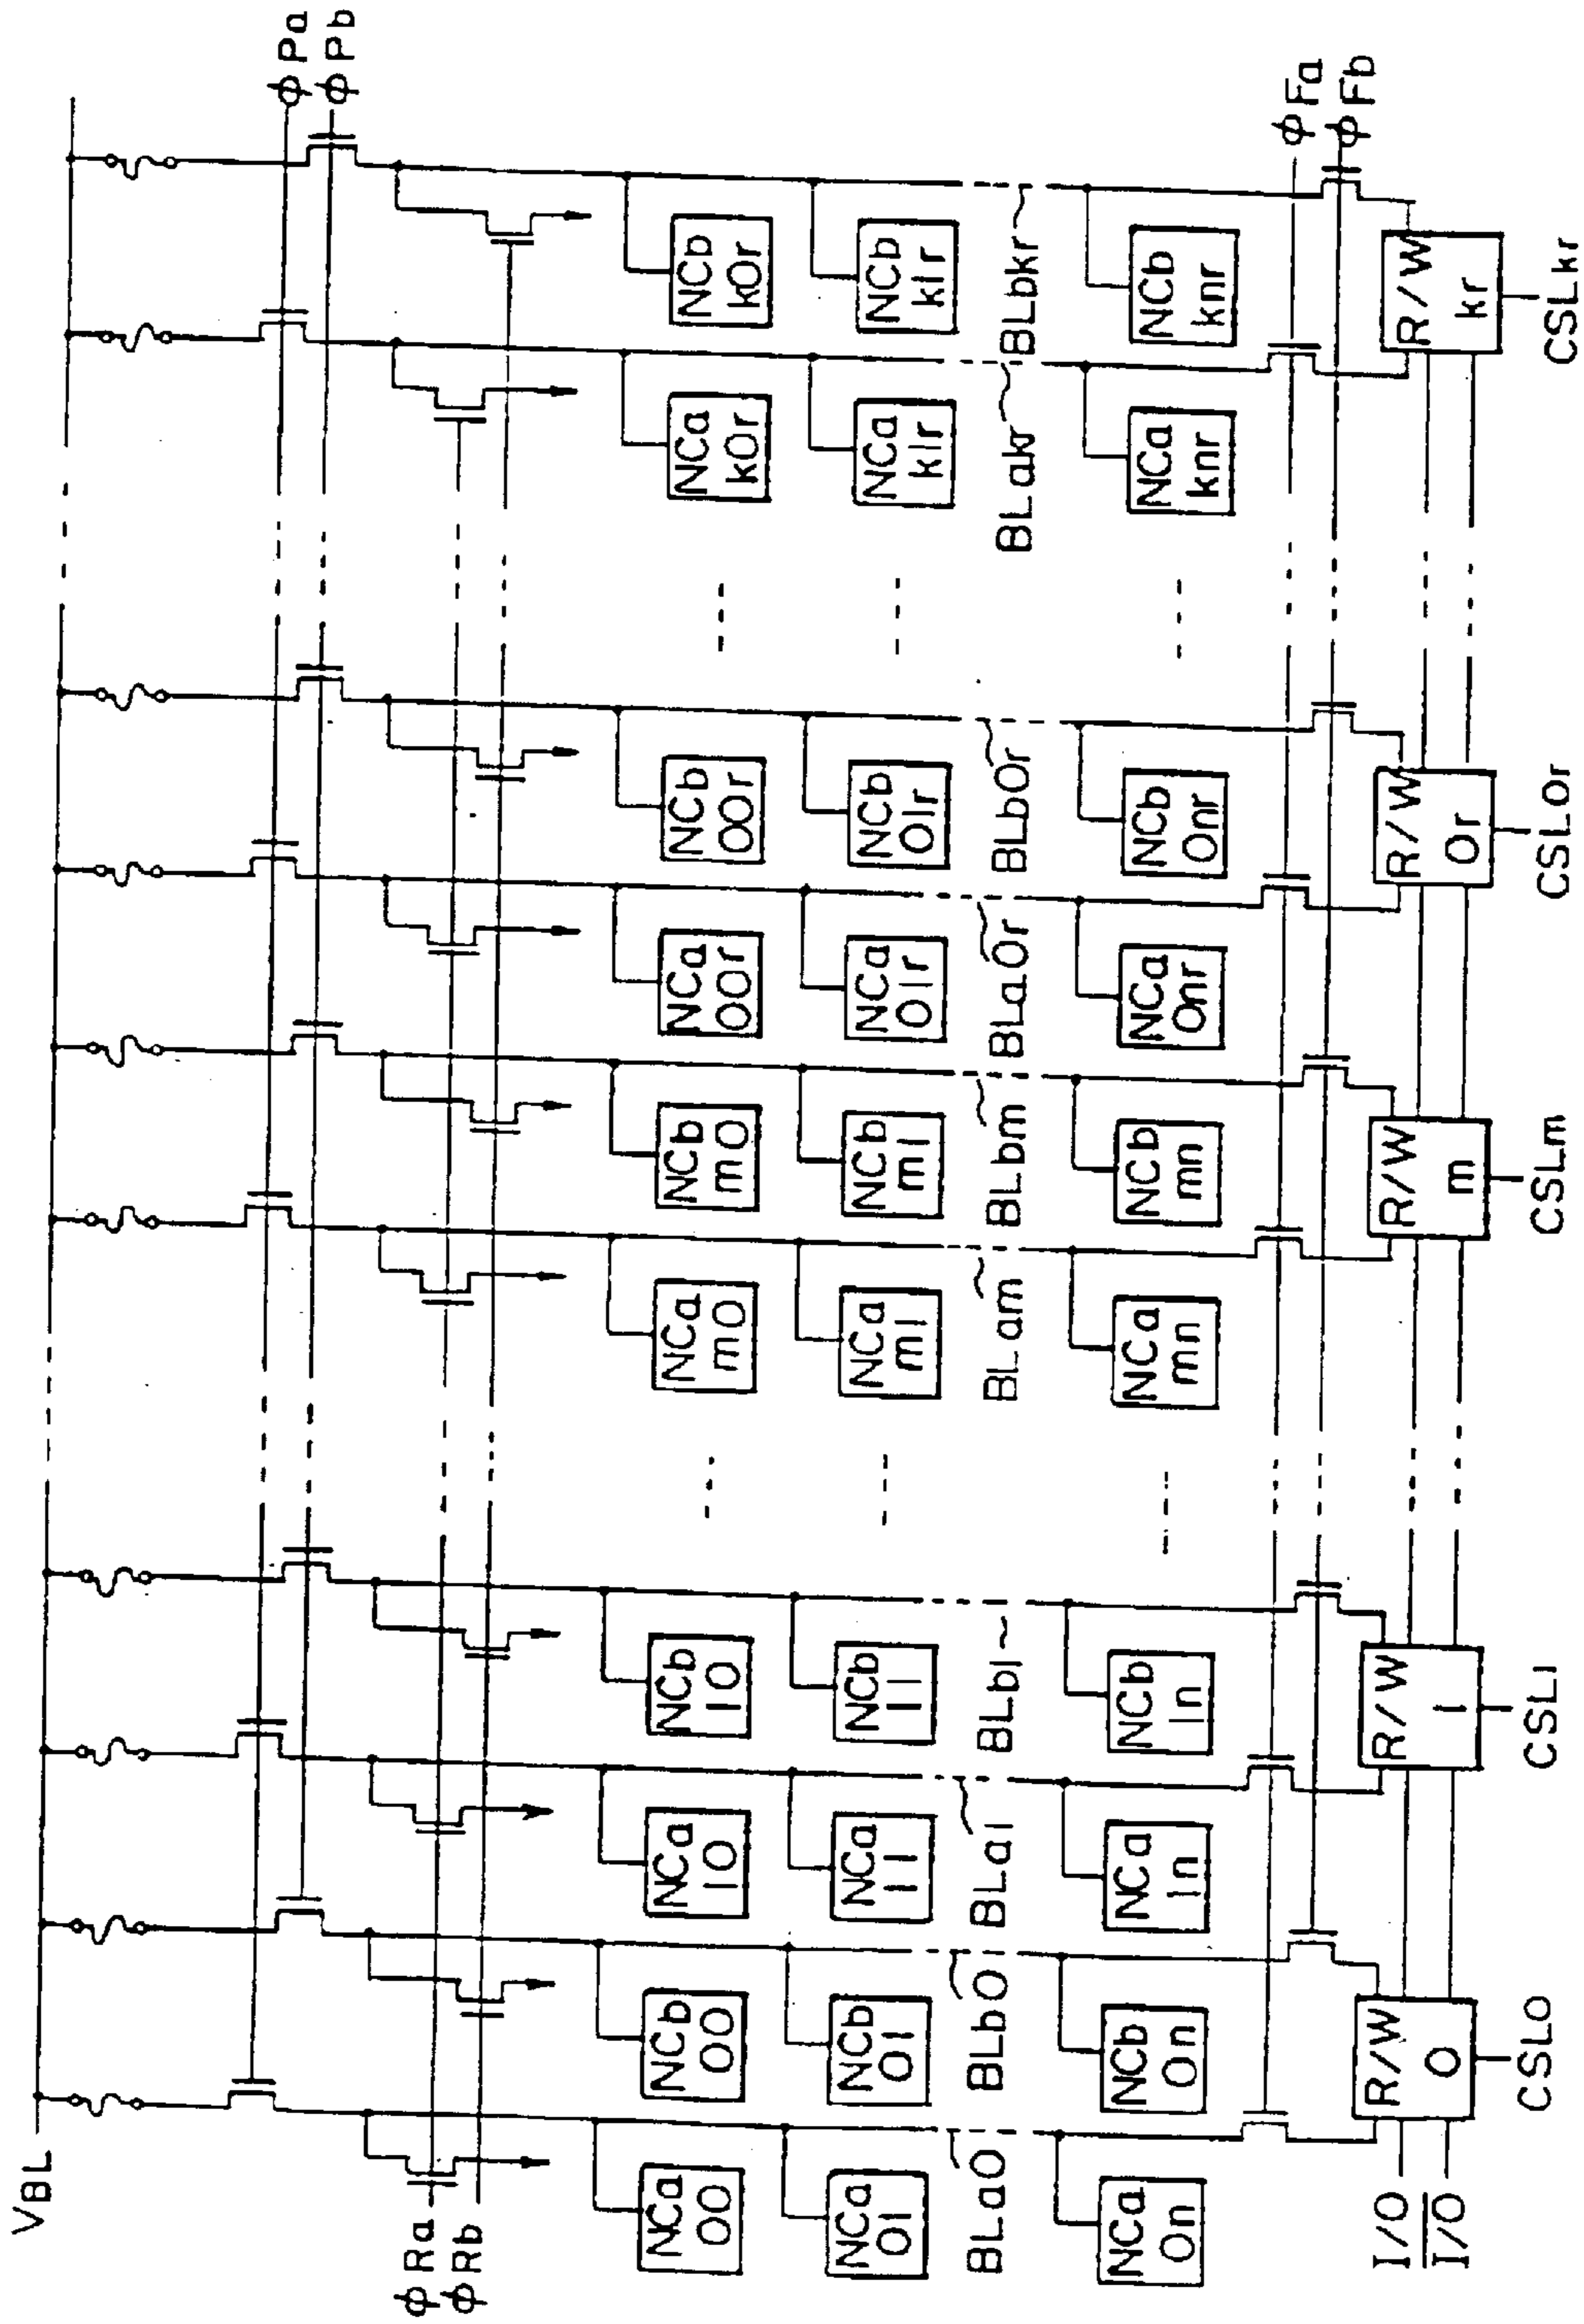 VBL
φPa
φPb
φRa
φRb
NCa NCb NCa NCb NCa NCb NCa NCb NCa NCb
00 00 10 10 m0 m0 00r 00r k0r k0r
NCa NCb NCa NCb NCa NCb NCa NCb NCa NCb
01 01 11 11 m1 m1 01r 01r k1r k1r
BLa0 BLb0 BLa1 BLb1 BLam BLbm BLa0r BLb0r BLakr BLbkr
NCa NCb NCa NCb NCa NCb NCa NCb NCa NCb
0n 0n 1n 1n mn mn 0nr 0nr knr knr
φFa
φFb
R/W R/W R/W R/W R/W
I/O 0 1 m 0r kr
I/O
CSL0 CSL1 CSLm CSL0r CSLkr